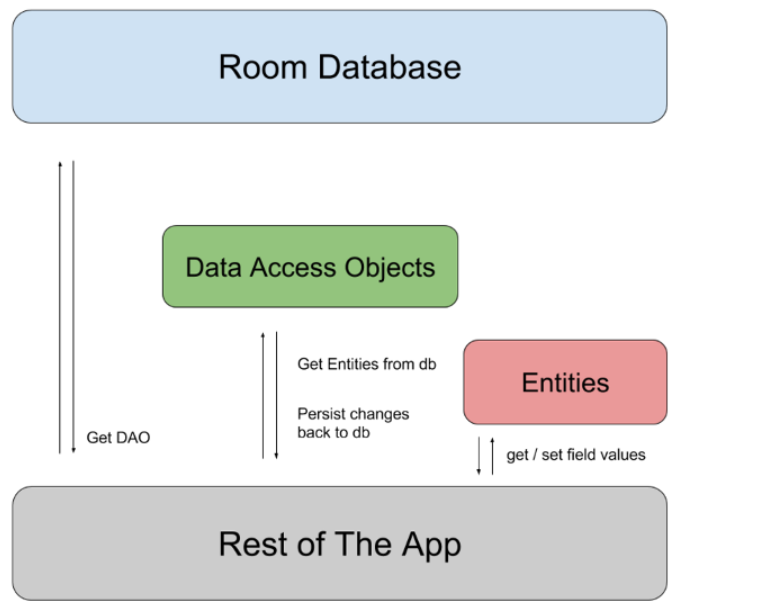 Room Database
Data Access Objects
Get Entities from db
Entities
Persist changes
back to db
Get DAO
get / set field values
Rest of The App